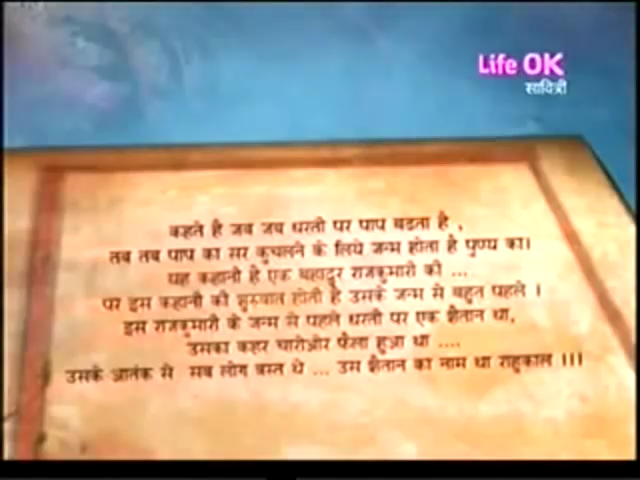 Life OK
सावित्री
कहते है जब जब धरती पर पाप बढता है ,
तब तब पाप का सर कुचलने के लिये जन्म होता है पुण्य का।
यह कहानी है एक बहादुर राजकुमारी की ...
पर इस कहानी की शुरुवात होती है उसके जन्म से बहुत पहले ।
इस राजकुमारी के जन्म से पहले धरती पर एक शैतान था,
उसका कहर चारोओर फैला हुआ था ....
उसके आतंक से सब लोग त्रस्त थे ... उस शैतान का नाम था राहुकाल ।।।